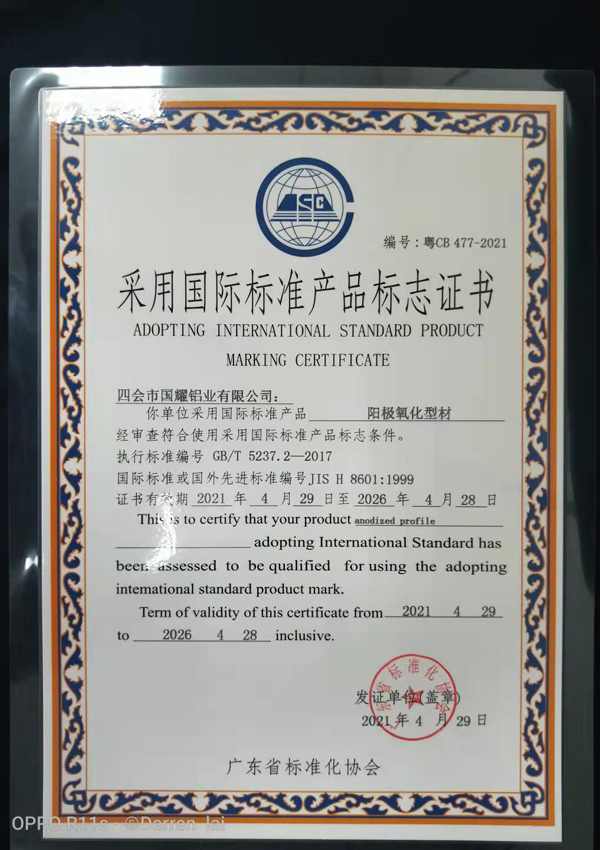 编号：粤CB 477-2021
采用国际标准产品标志证书
ADOPTING INTERNATIONAL STANDARD PRODUCT
MARKING CERTIFICATE
四会市国耀铝业有限公司：
你单位采用国际标准产品 阳极氧化型材
经审查符合使用采用国际标准产品标志条件。
执行标准编号 GB/T 5237.2—2017
国际标准或国外先进标准编号JIS H 8601:1999
证书有效期 2021 年 4 月 29 日至 2026 年 4 月 28 日
This is to certify that your product anodized profile
adopting International Standard has
been assessed to be qualified for using the adopting
international standard product mark.
Term of validity of this certificate from 2021 4 29
to 2026 4 28 inclusive.
发证单位(盖章)
2021 年 4 月 29 日
广东省标准化协会
OPPO R11s · ©Darren lai